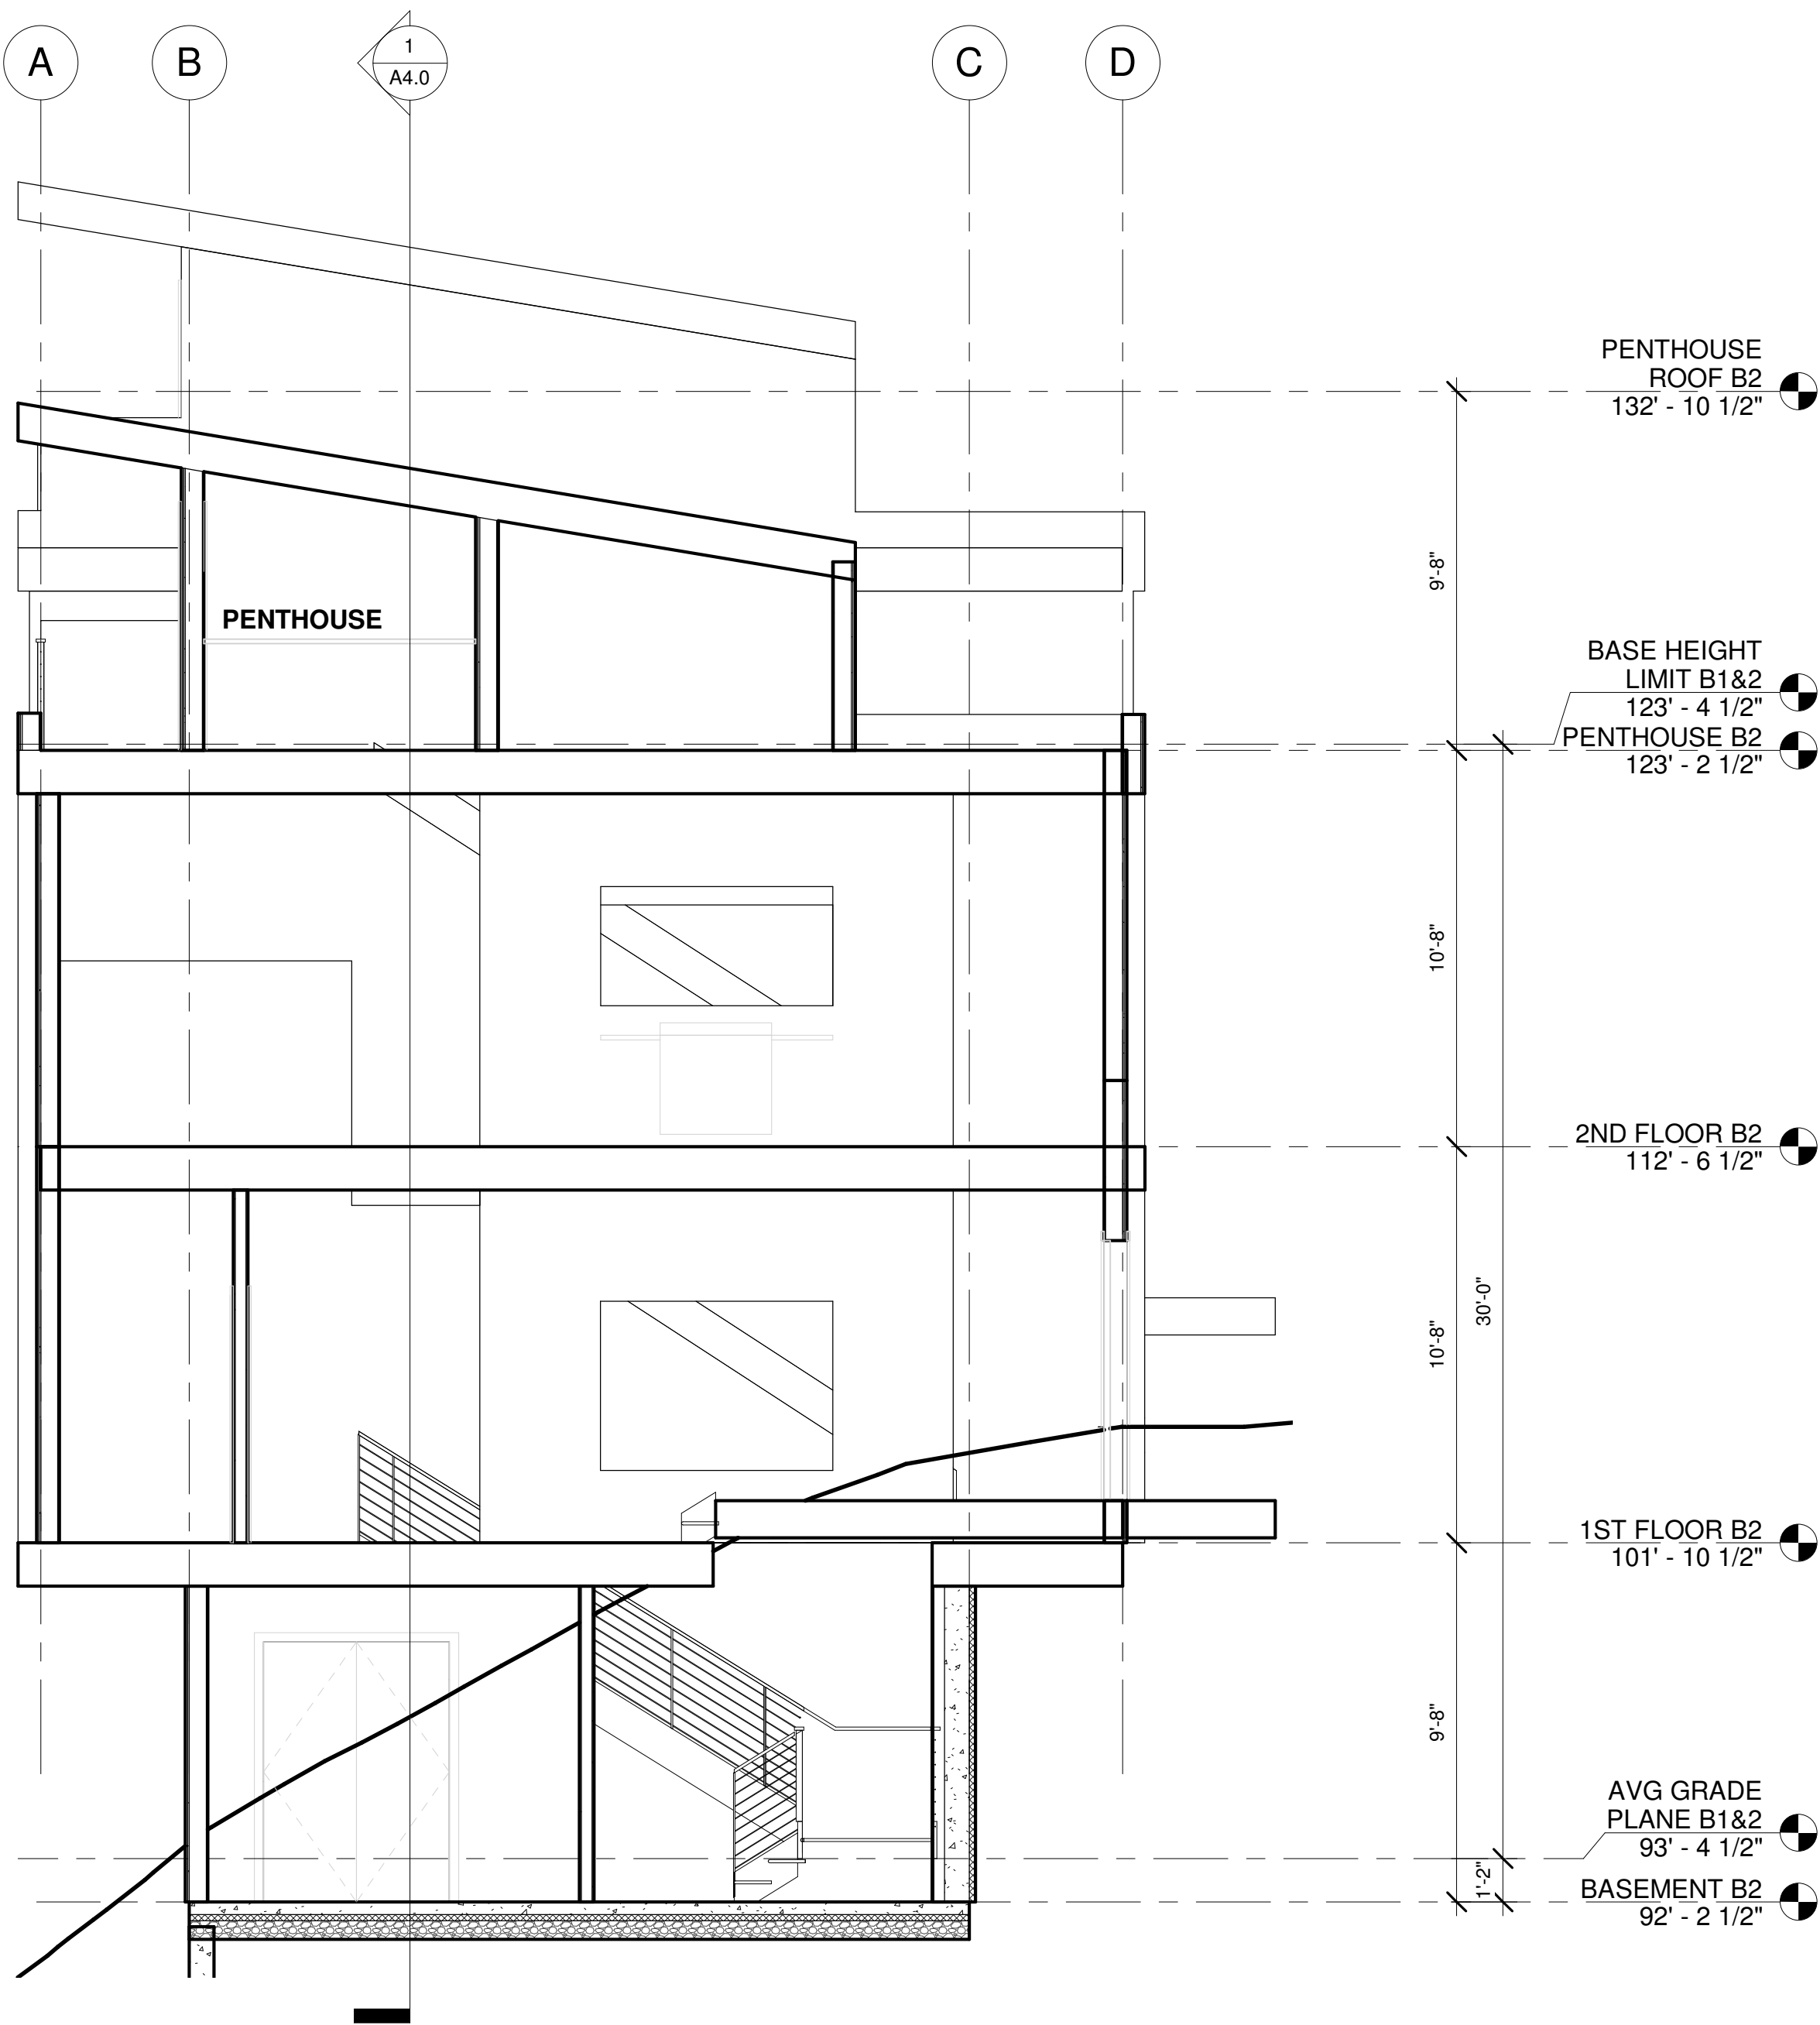 A
B
1
A4.0
C
D
PENTHOUSE
ROOF B2
132' - 10 1/2"
9'-8"
PENTHOUSE
BASE HEIGHT
LIMIT B1&2
123' - 4 1/2"
PENTHOUSE B2
123' - 2 1/2"
10'-8"
2ND FLOOR B2
112' - 6 1/2"
30'-0"
10'-8"
1ST FLOOR B2
101' - 10 1/2"
9'-8"
AVG GRADE
PLANE B1&2
93' - 4 1/2"
1'-2"
BASEMENT B2
92' - 2 1/2"